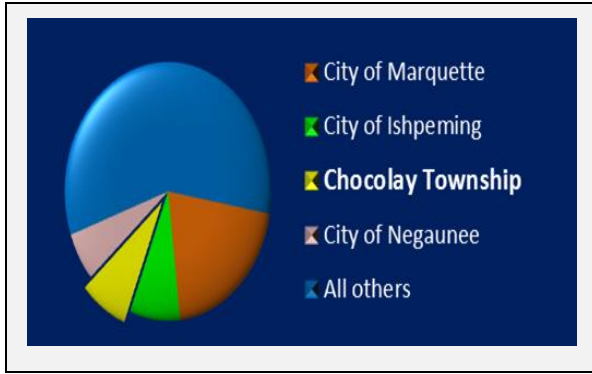 City of Marquette
City of Ishpeming
Chocolay Township
City of Negaunee
All others